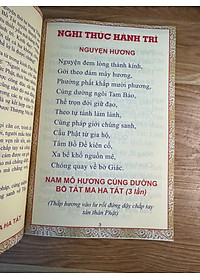 NGHI THỨC HÀNH TRÌ
NGUYỆN HƯƠNG
Nguyện đem lòng thành kính,
Gởi theo đám mây hương,
Phưởng phất khắp mười phương,
Cúng dường ngôi Tam Bảo,
Thề trọn đời giữ đạo,
Theo tự tánh làm lành,
Cùng pháp giới chúng sanh,
Cầu Phật từ gia hộ,
Tâm Bồ Đề kiên cố,
Xa bể khổ nguồn mê,
Chóng quay về bờ Giác.
NAM MÔ HƯƠNG CÚNG DƯỜNG
BỒ TÁT MA HA TÁT (3 lần)
(Thắp hương vào lư rồi đứng dậy chắp tay
tán thán Phật)
3